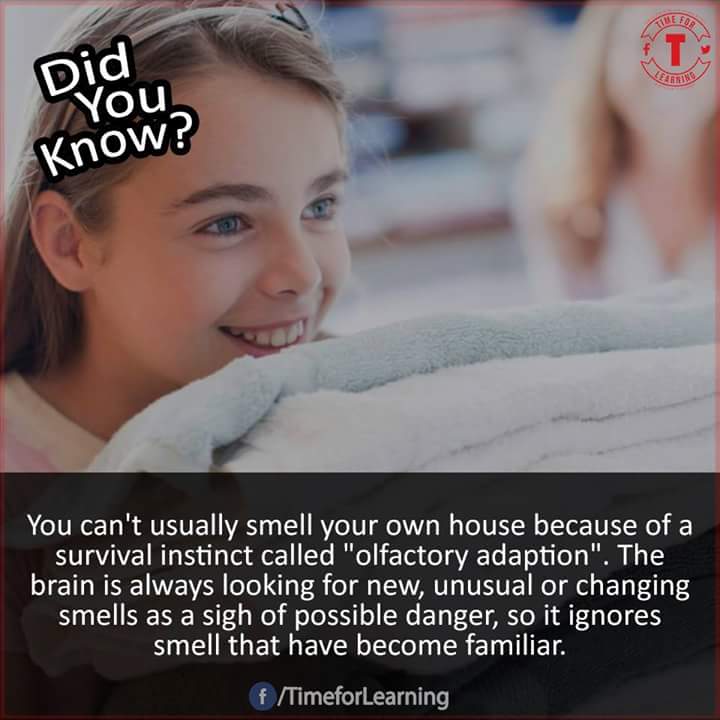 Did
You
Know?
TIME FOR
f T
LEARNING
You can't usually smell your own house because of a
survival instinct called "olfactory adaption". The
brain is always looking for new, unusual or changing
smells as a sigh of possible danger, so it ignores
smell that have become familiar.
f /TimeforLearning